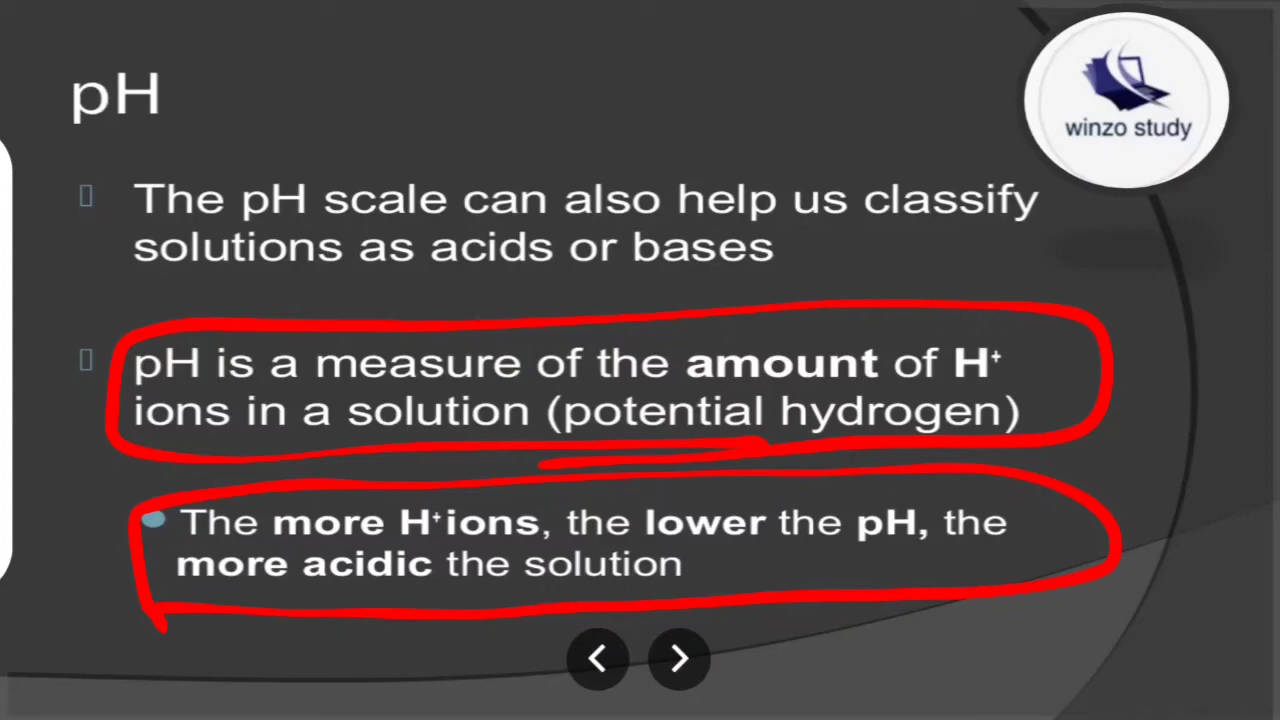 pH
winzo study
The pH scale can also help us classify
solutions as acids or bases
pH is a measure of the amount of H⁺
ions in a solution (potential hydrogen)
The more H⁺ ions, the lower the pH, the
more acidic the solution